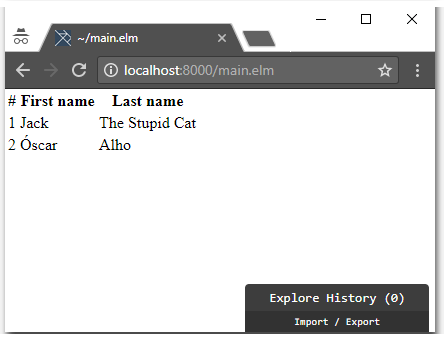 ~/main.elm
localhost:8000/main.elm
# First name Last name
1 Jack The Stupid Cat
2 Óscar Alho
Explore History (0)
Import / Export